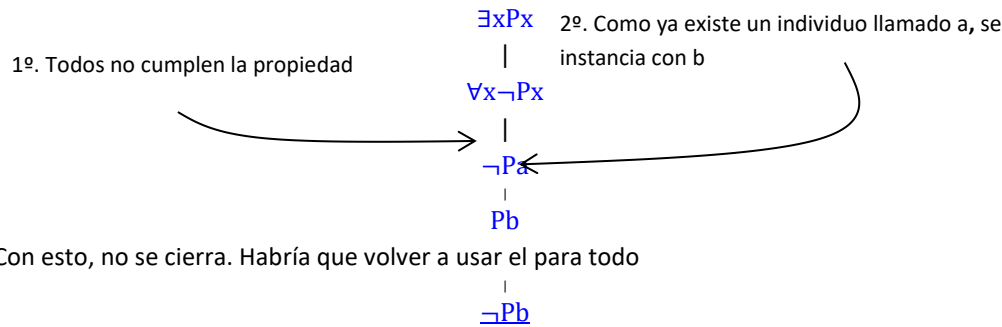 ∃xPx
2º. Como ya existe un individuo llamado a, se
instancia con b
1º. Todos no cumplen la propiedad
∀x¬Px
¬Pa
Pb
Con esto, no se cierra. Habría que volver a usar el para todo
¬Pb